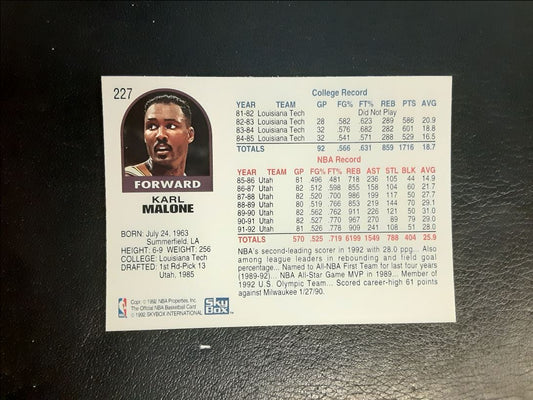 227
FORWARD
KARL
MALONE
BORN: July 24, 1963
Summerfield, LA
HEIGHT: 6-9 WEIGHT: 256
COLLEGE: Louisiana Tech
DRAFTED: 1st Rd-Pick 13
Utah, 1985
Copr. © 1992 NBA Properties, Inc.
The Official NBA Basketball Card
© 1992 SKYBOX INTERNATIONAL
SkyBox
College Record
YEAR TEAM GP FG% FT% REB PTS AVG
81-82 Louisiana Tech Did Not Play
82-83 Louisiana Tech 28 .582 .623 289 586 20.9
83-84 Louisiana Tech 32 .576 .682 282 601 18.8
84-85 Louisiana Tech 32 .541 .571 288 529 16.5
TOTALS 92 .566 .631 859 1716 18.7
NBA Record
YEAR TEAM GP FG% FT% REB AST STL BLK AVG
85-86 Utah 81 .496 .481 718 236 105 44 14.9
86-87 Utah 82 .512 .598 855 158 104 60 21.7
87-88 Utah 82 .520 .700 986 199 117 50 27.7
88-89 Utah 80 .519 .766 853 219 144 70 29.1
89-90 Utah 82 .562 .762 911 226 121 50 31.0
90-91 Utah 82 .527 .770 967 270 89 79 29.0
91-92 Utah 81 .526 .778 909 241 108 51 28.0
TOTALS 570 .525 .719 6199 1549 788 404 25.9
NBA's second-leading scorer in 1992 with 28.0 ppg... Also
among league leaders in rebounding and field goal
percentage... Named to All-NBA First Team for last four years
(1989-92)... NBA All-Star Game MVP in 1989... Member of
1992 U.S. Olympic Team... Scored career-high 61 points
against Milwaukee 1/27/90.